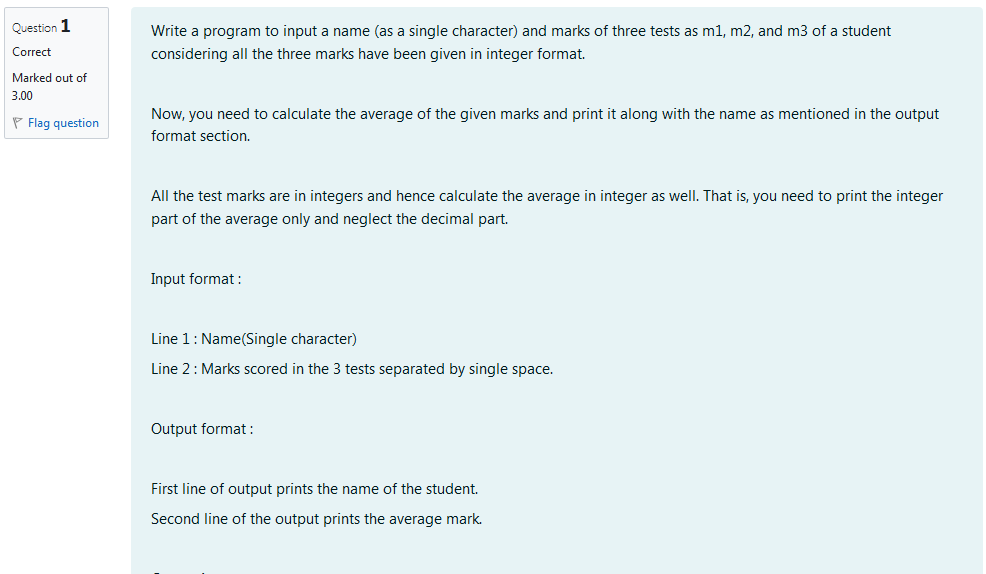 Question 1
Correct
Marked out of
3.00
Flag question
Write a program to input a name (as a single character) and marks of three tests as m1, m2, and m3 of a student
considering all the three marks have been given in integer format.
Now, you need to calculate the average of the given marks and print it along with the name as mentioned in the output
format section.
All the test marks are in integers and hence calculate the average in integer as well. That is, you need to print the integer
part of the average only and neglect the decimal part.
Input format :
Line 1 : Name(Single character)
Line 2 : Marks scored in the 3 tests separated by single space.
Output format :
First line of output prints the name of the student.
Second line of the output prints the average mark.